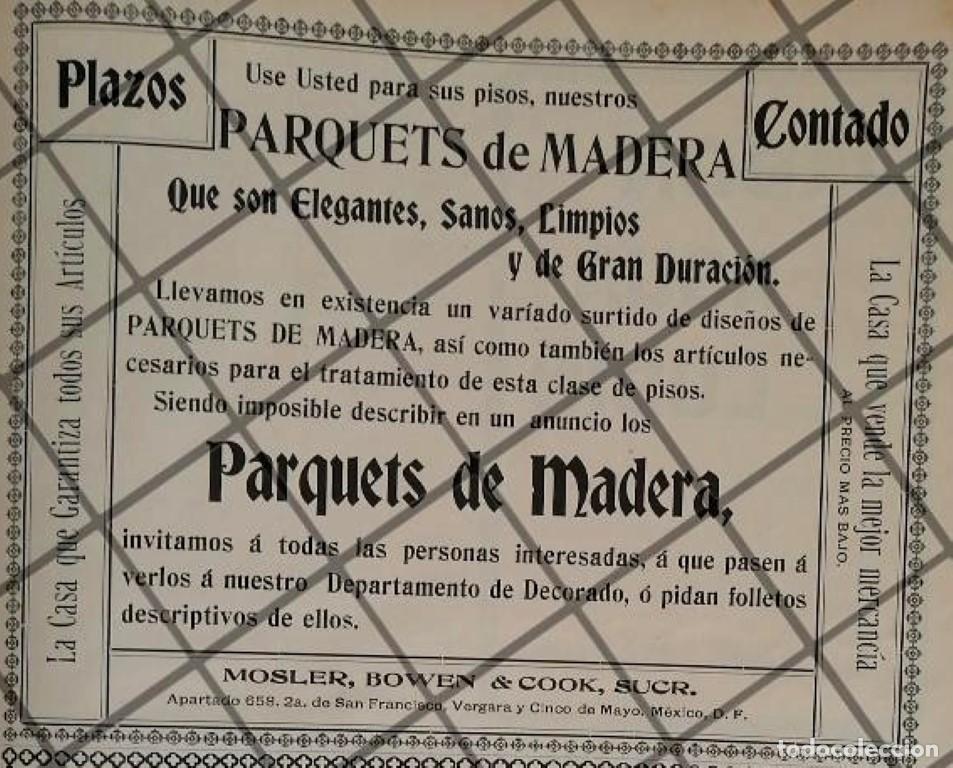 Plazos
Use Usted para sus pisos, nuestros
PARQUETS de MADERA
Contado
Que son Elegantes, Sanos, Limpios
y de Gran Duración.
Llevamos en existencia un varíado surtido de diseños de
PARQUETS DE MADERA, así como también los artículos ne-
cesarios para el tratamiento de esta clase de pisos.
Siendo imposible describir en un anuncio los
Parquets de Madera,
invitamos á todas las personas interesadas, á que pasen á
verlos á nuestro Departamento de Decorado, ó pidan folletos
descriptivos de ellos.
La Casa que Garantiza todos sus Artículos
La Casa que vende la mejor mercancía
AL PRECIO MAS BAJO.
MOSLER, BOWEN & COOK, SUCR.
Apartado 658. 2a. de San Francisco, Vergara y Cinco de Mayo. México, D. F.
todocoleccion